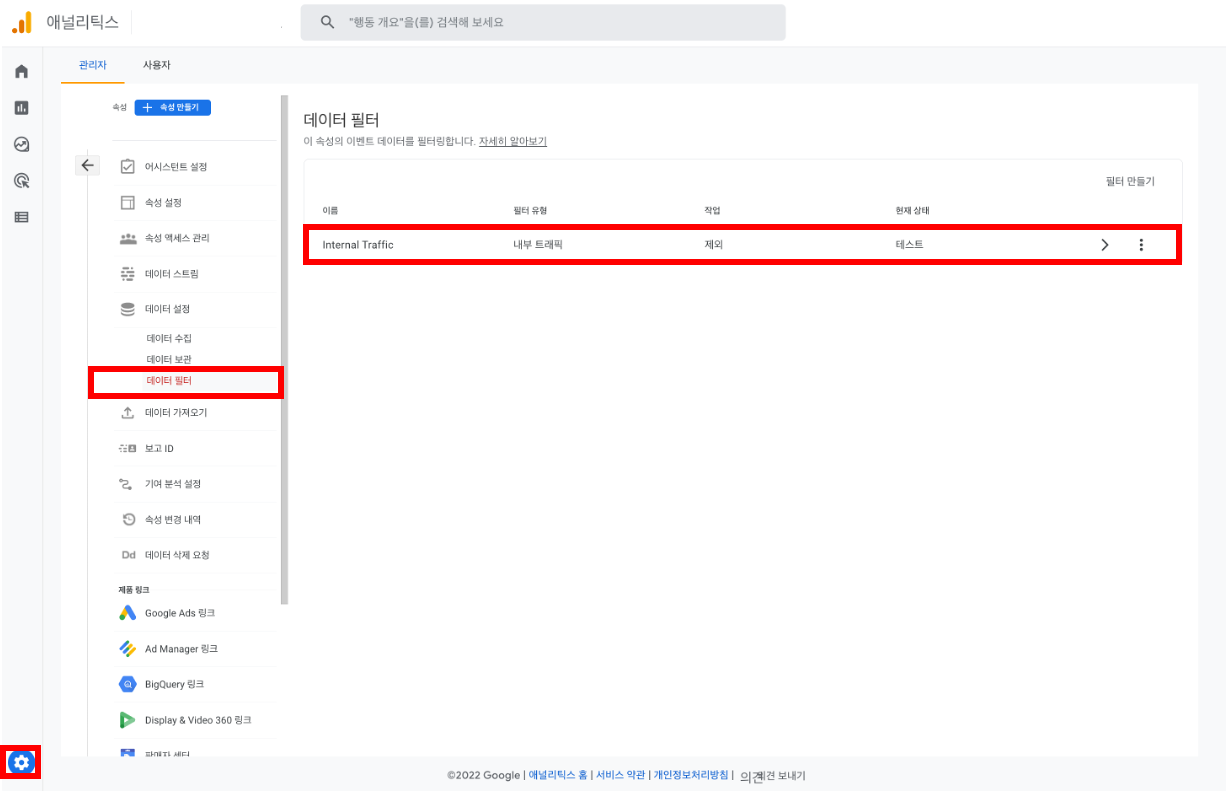 애널리틱스
"행동 개요"을(를) 검색해 보세요
관리자 사용자
속성 속성 만들기
어시스턴트 설정
속성 설정
속성 액세스 관리
데이터 스트림
데이터 설정
데이터 수집
데이터 보관
데이터 필터
데이터 가져오기
보고 ID
기여 분석 설정
속성 변경 내역
Dd 데이터 삭제 요청
제품 링크
Google Ads 링크
Ad Manager 링크
BigQuery 링크
Display & Video 360 링크
판매자 센터
데이터 필터
이 속성의 이벤트 데이터를 필터링합니다. 자세히 알아보기
필터 만들기
이름 필터 유형 작업 현재 상태
Internal Traffic 내부 트래픽 제외 테스트
©2022 Google | 애널리틱스 홈 | 서비스 약관 | 개인정보처리방침 | 의견 의견 보내기